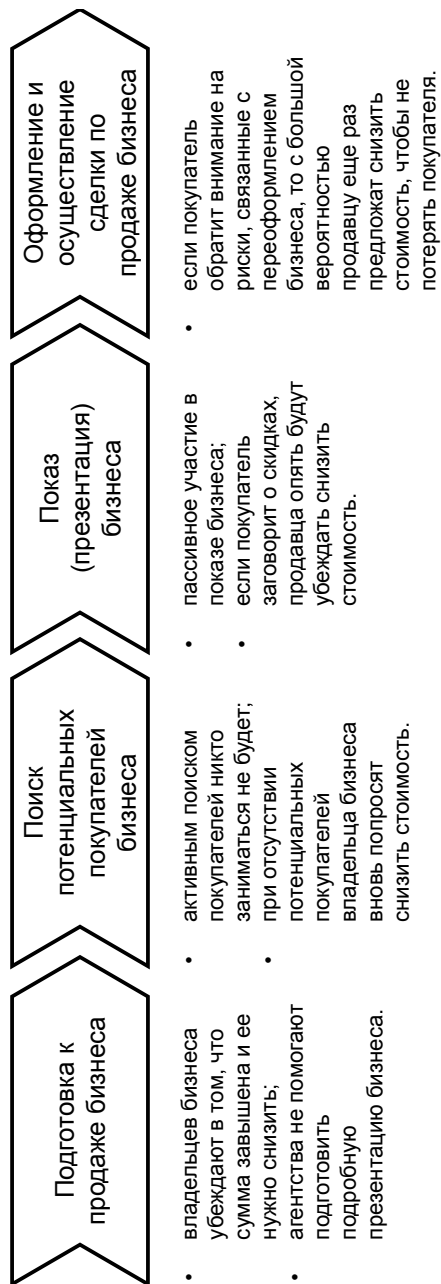 Подготовка к
продаже бизнеса
• владельцев бизнеса
убеждают в том, что
сумма завышена и ее
нужно снизить;
• агентства не помогают
подготовить
подробную
презентацию бизнеса.
Поиск
потенциальных
покупателей
бизнеса
• активным поиском
покупателей никто
заниматься не будет;
• при отсутствии
потенциальных
покупателей
владельца бизнеса
вновь попросят
снизить стоимость.
Показ
(презентация)
бизнеса
• пассивное участие в
показе бизнеса;
• если покупатель
заговорит о скидках,
продавца опять будут
убеждать снизить
стоимость.
Оформление и
осуществление
сделки по
продаже бизнеса
• если покупатель
обратит внимание на
риски, связанные с
переоформлением
бизнеса, то с большой
вероятностью
продавцу еще раз
предложат снизить
стоимость, чтобы не
потерять покупателя.